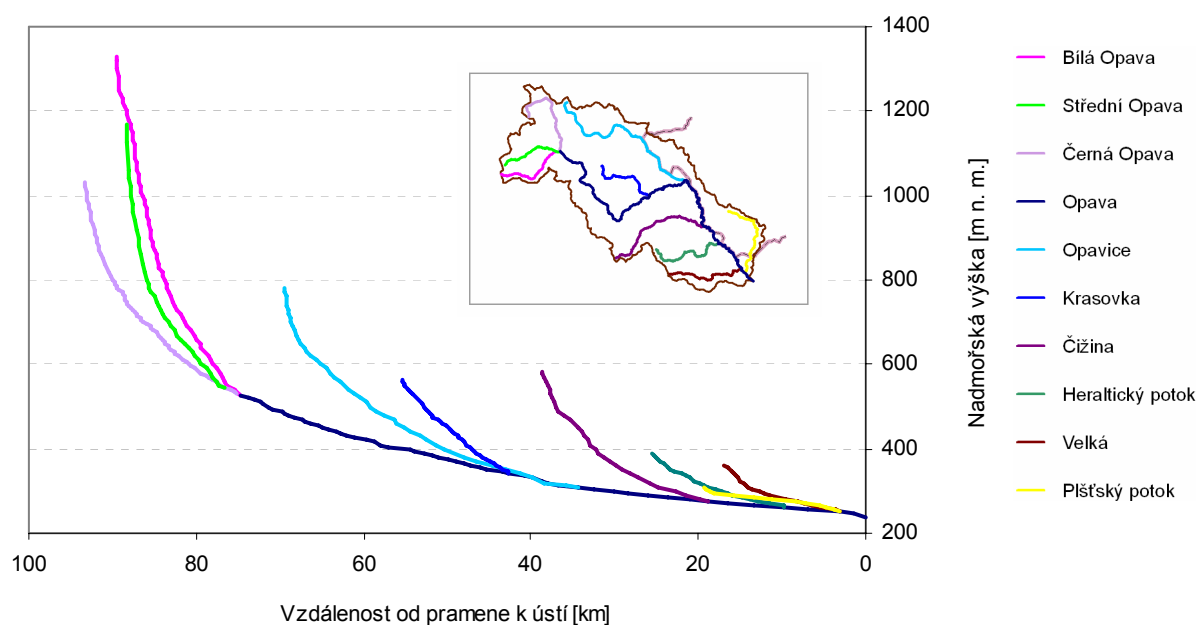 1400
1200
1000
800
600
400
200
Nadmořská výška [m n. m.]
100
80
60
40
20
0
Vzdálenost od pramene k ústí [km]
Bílá Opava
Střední Opava
Černá Opava
Opava
Opavice
Krasovka
Čižina
Heraltický potok
Velká
Plšťský potok